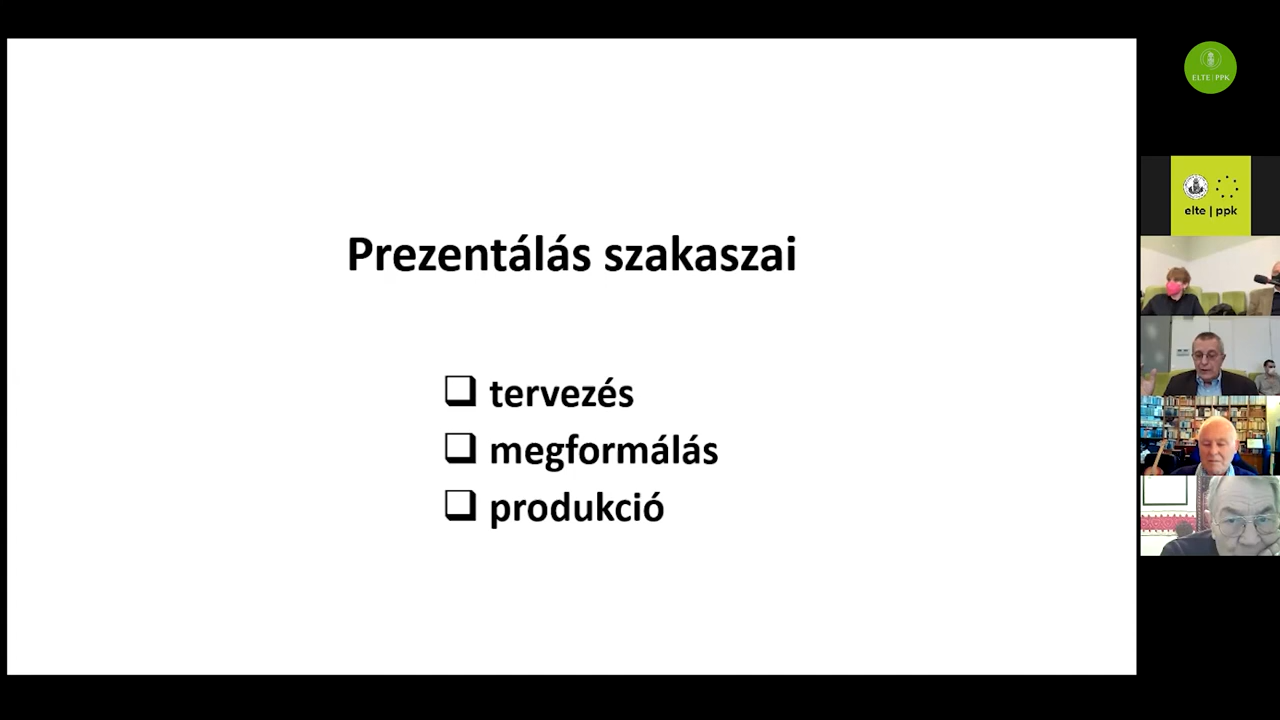 ELTE | PPK
elte | ppk
Prezentálás szakaszai
tervezés
megformálás
produkció